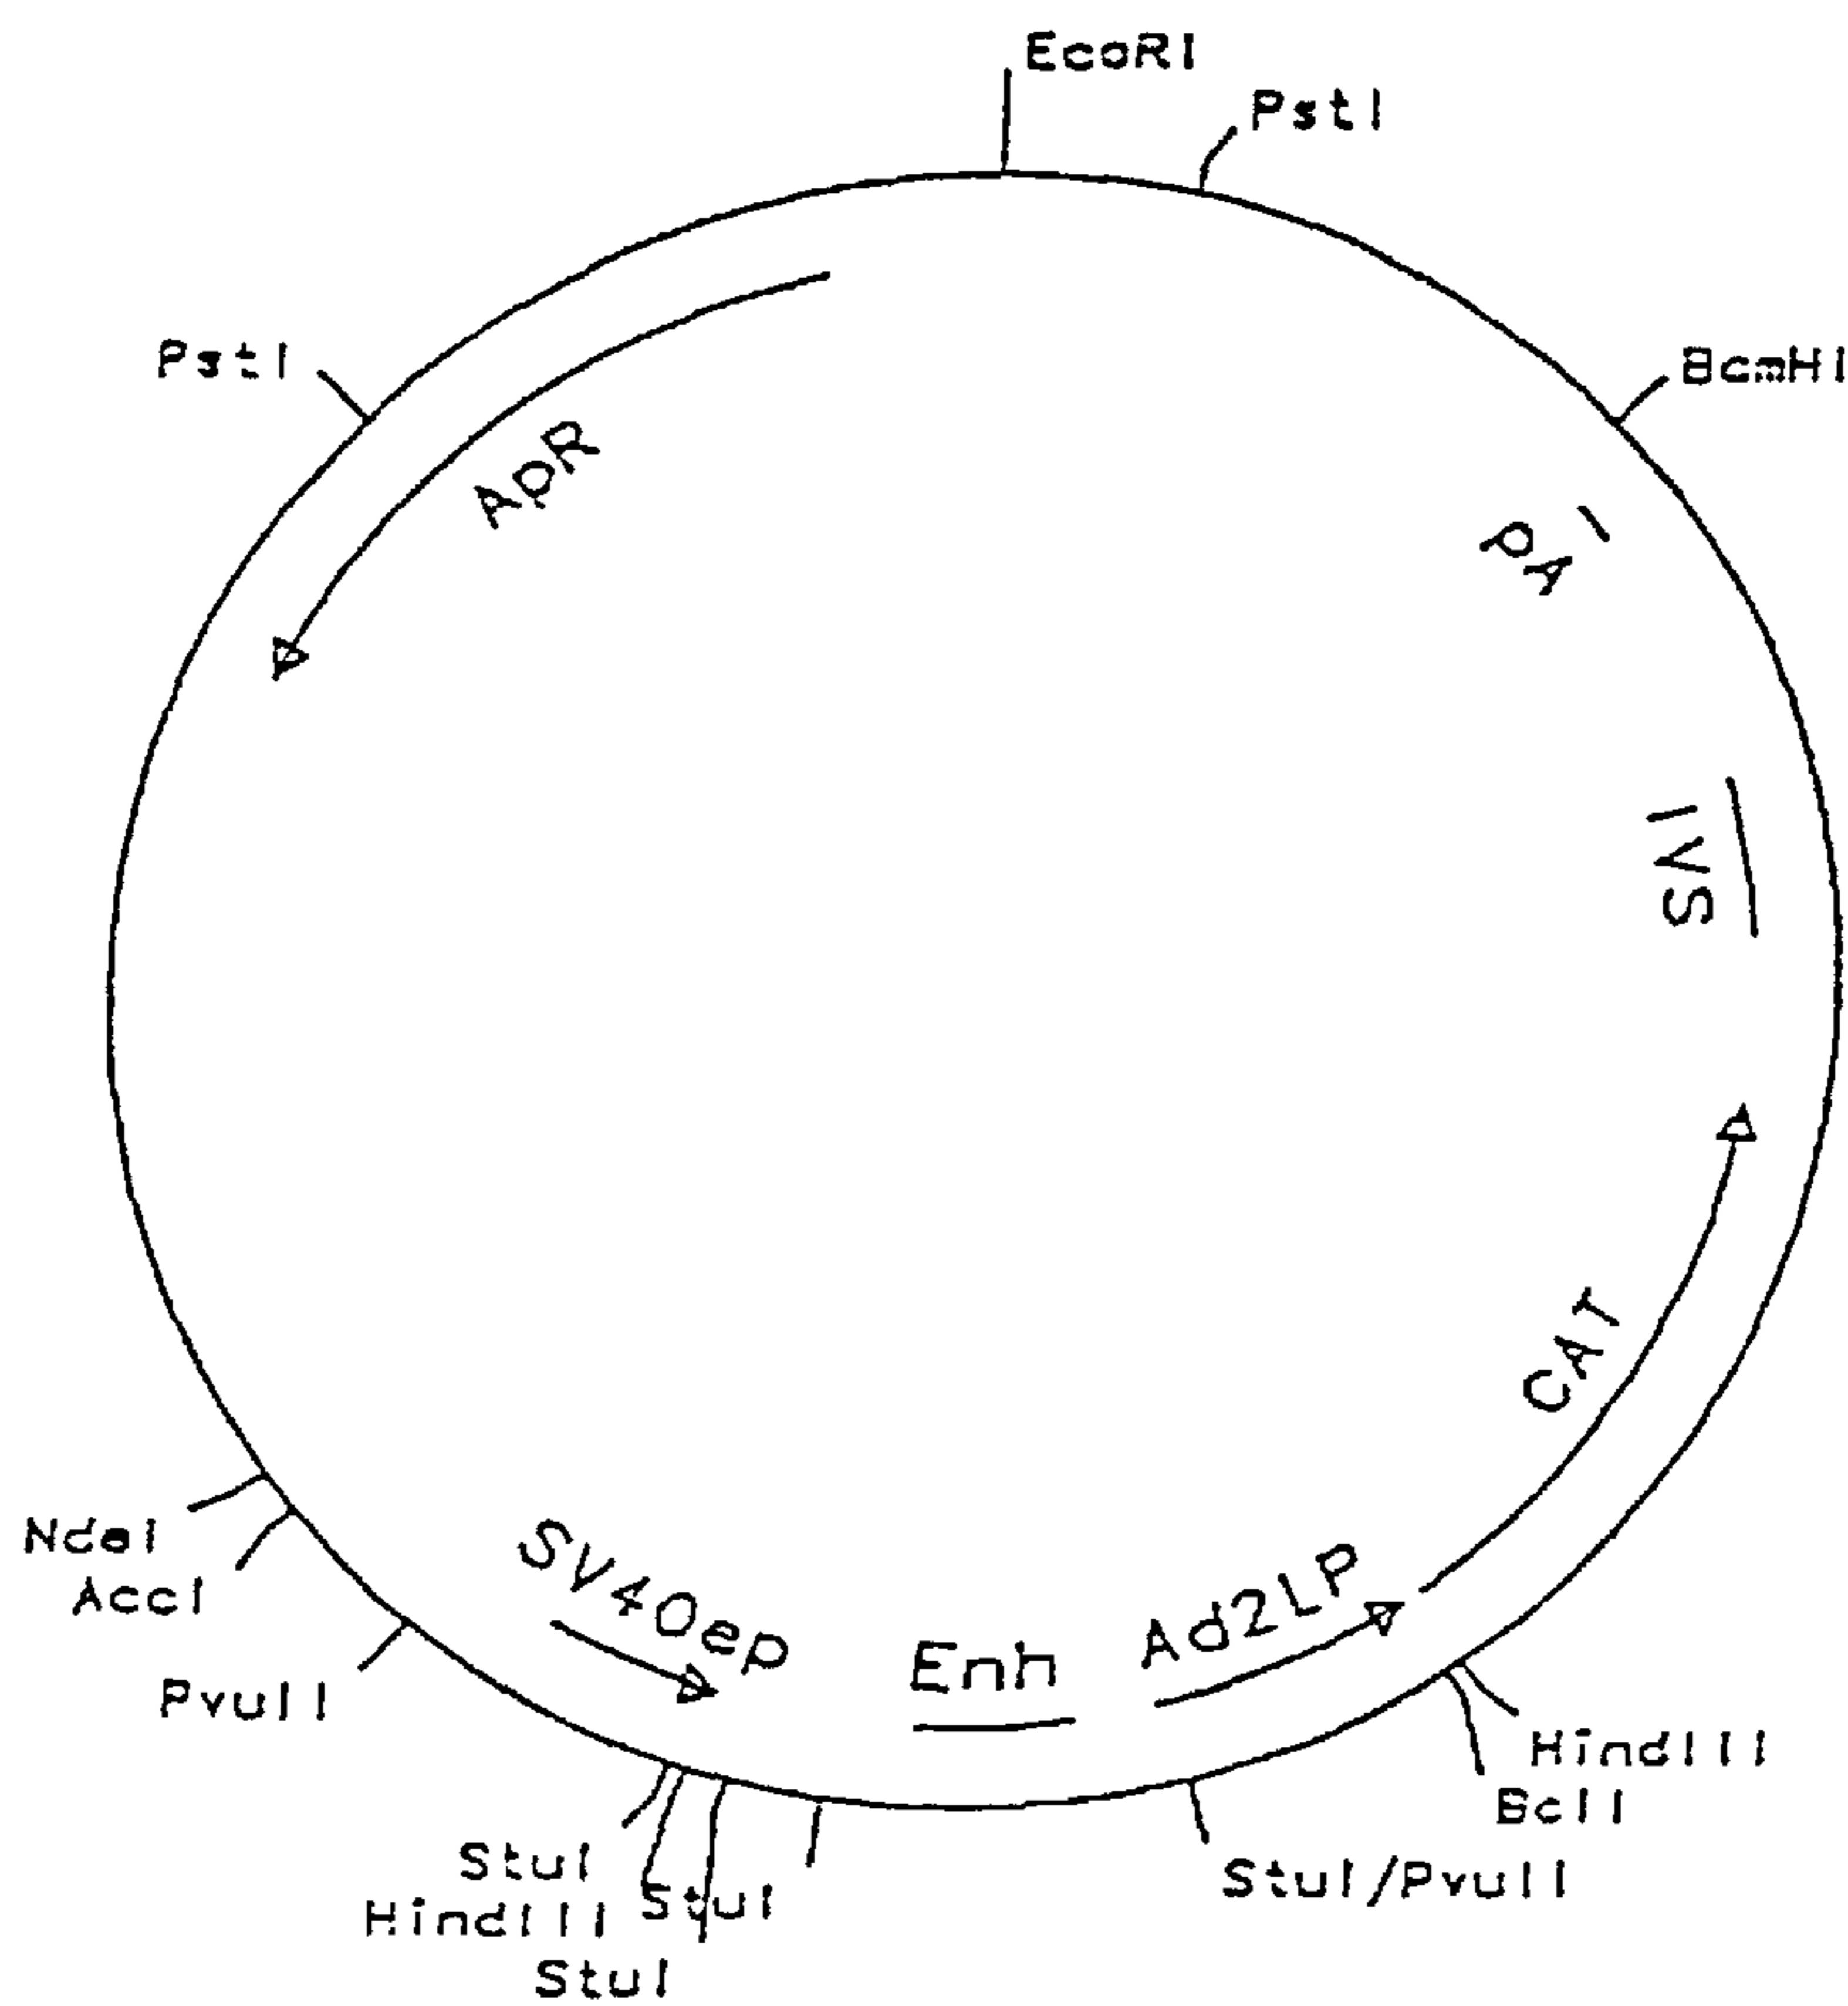 EcoRI
PstI
PstI
BamHI
ApR
pA
IVS
CAT
NdeI
AccI
SV40ep
Enh
Ad2LP
PvuII
HindIII
BclI
StuI
StuI/PvuII
HindIII
StuI
StuI